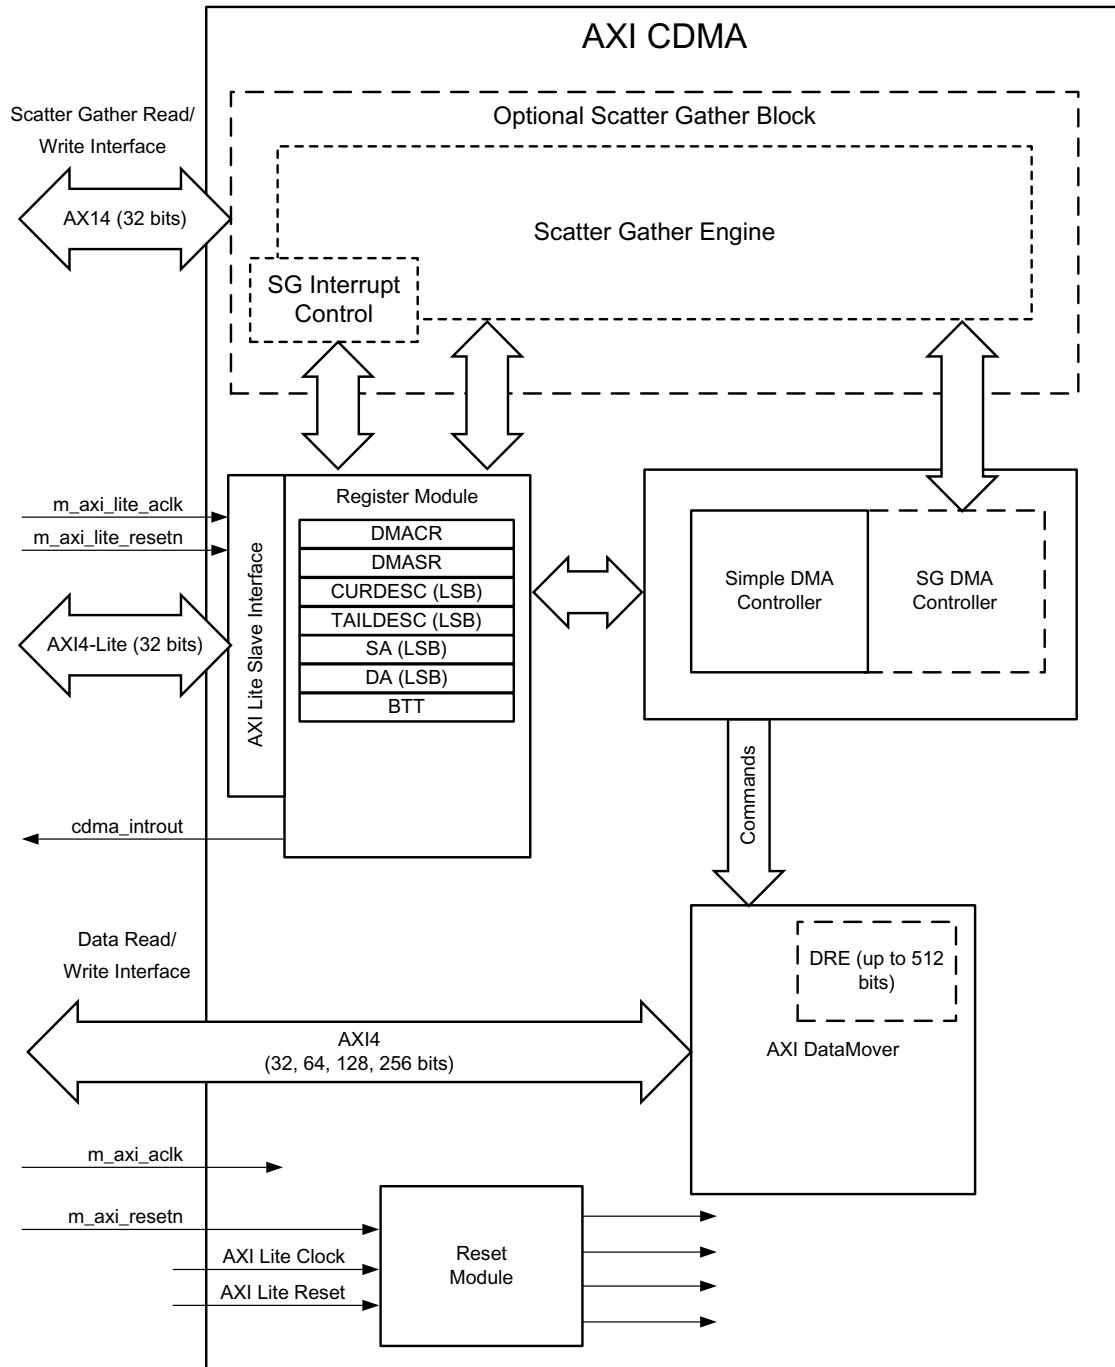 AXI CDMA
Optional Scatter Gather Block
Scatter Gather Read/
Write Interface
AX14 (32 bits)
Scatter Gather Engine
SG Interrupt
Control
m_axi_lite_aclk
m_axi_lite_resetn
AXI4-Lite (32 bits)
AXI Lite Slave Interface
Register Module
DMACR
DMASR
CURDESC (LSB)
TAILDESC (LSB)
SA (LSB)
DA (LSB)
BTT
Simple DMA
Controller
SG DMA
Controller
cdma_introut
Commands
Data Read/
Write Interface
AXI4
(32, 64, 128, 256 bits)
DRE (up to 512
bits)
AXI DataMover
m_axi_aclk
m_axi_resetn
AXI Lite Clock
AXI Lite Reset
Reset
Module